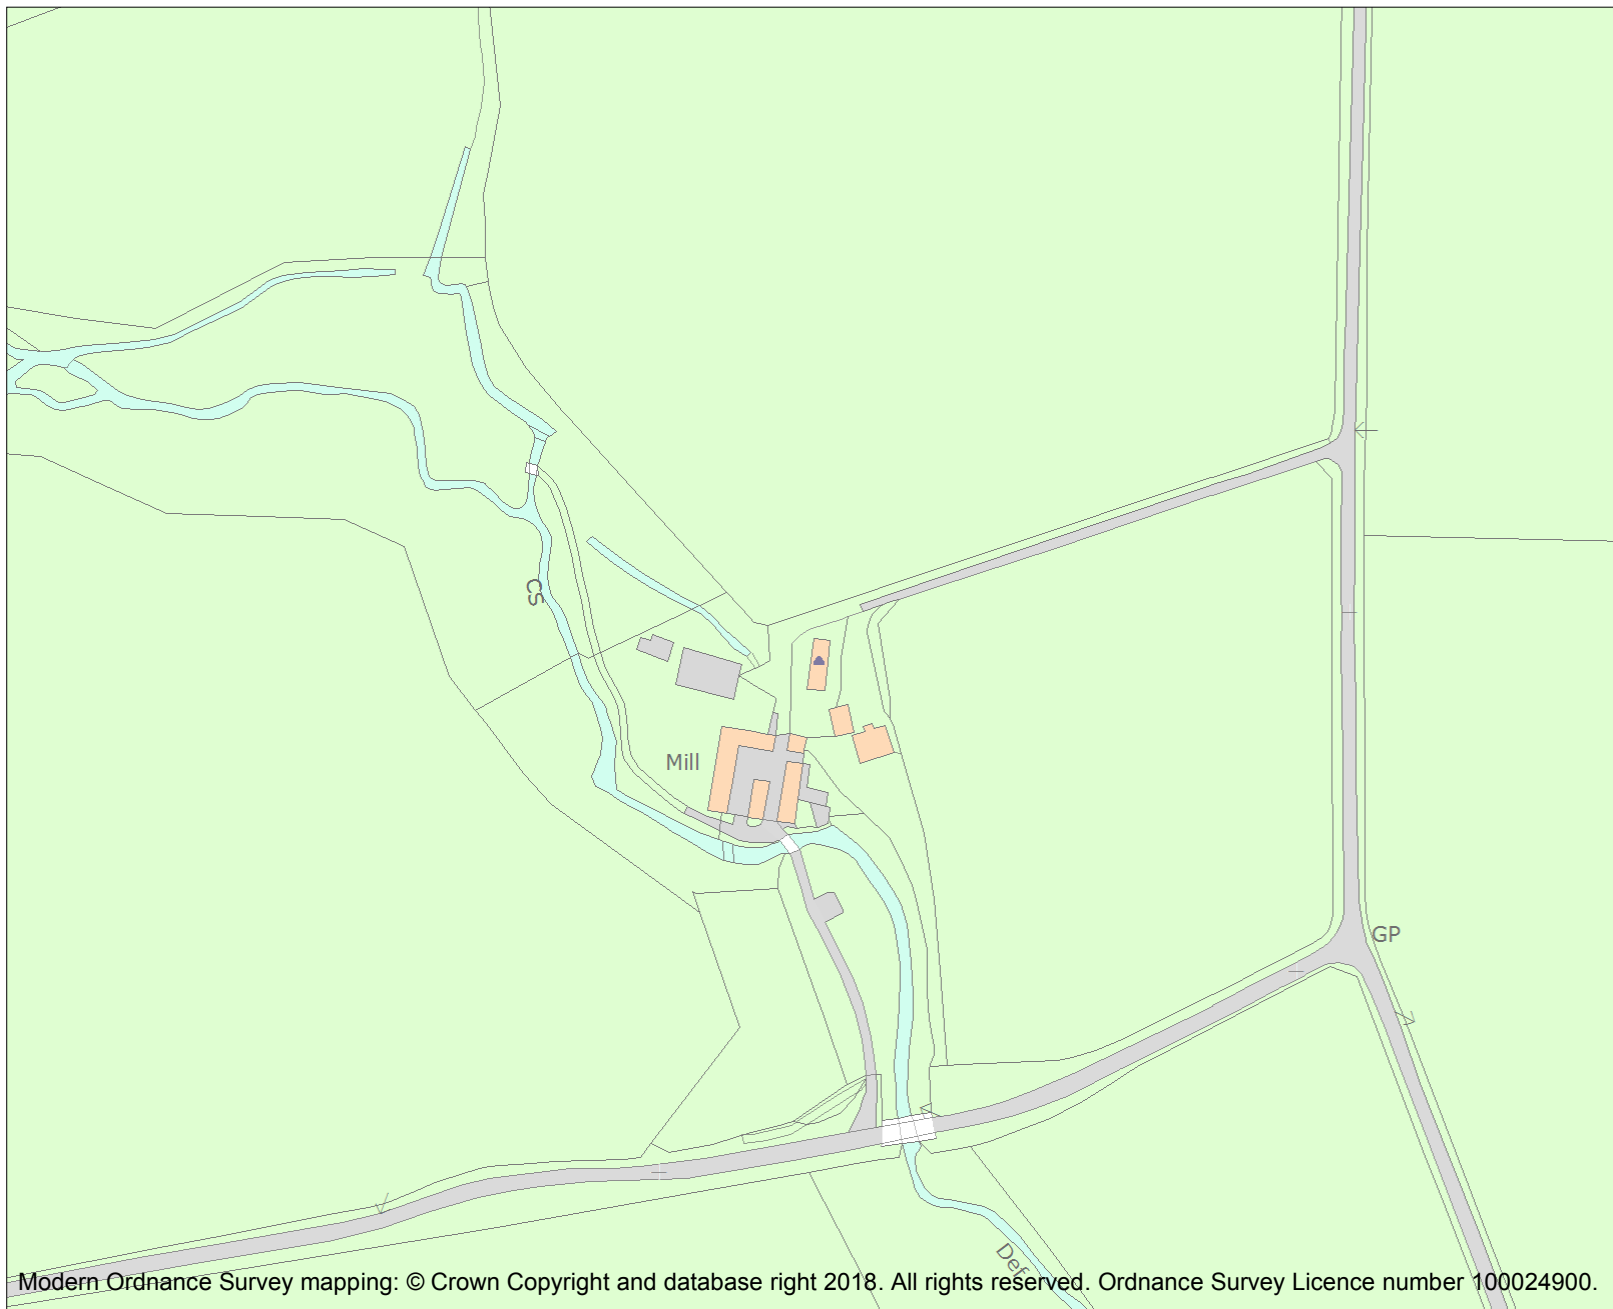 CS
Mill
GP
Def
Modern Ordnance Survey mapping: © Crown Copyright and database right 2018. All rights reserved. Ordnance Survey Licence number 100024900.